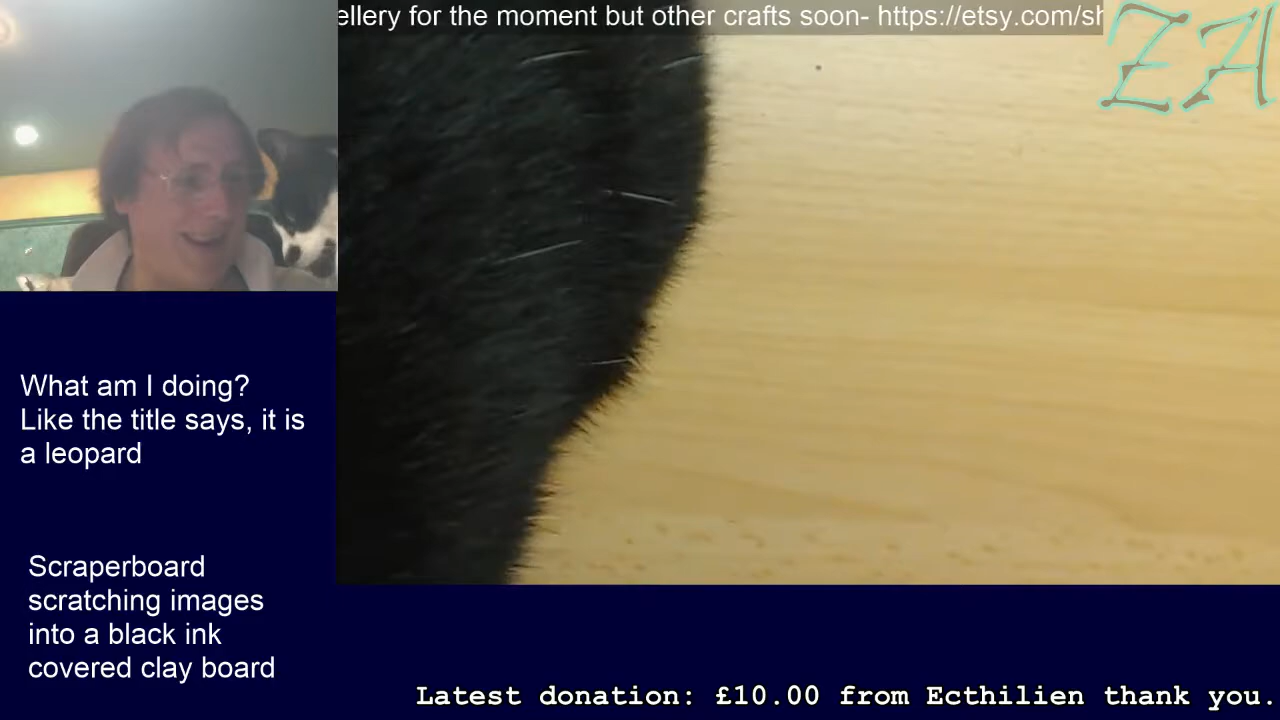 ellery for the moment but other crafts soon- https://etsy.com/sh
ZA
What am I doing?
Like the title says, it is
a leopard
Scraperboard
scratching images
into a black ink
covered clay board
Latest donation: £10.00 from Ecthilien thank you.